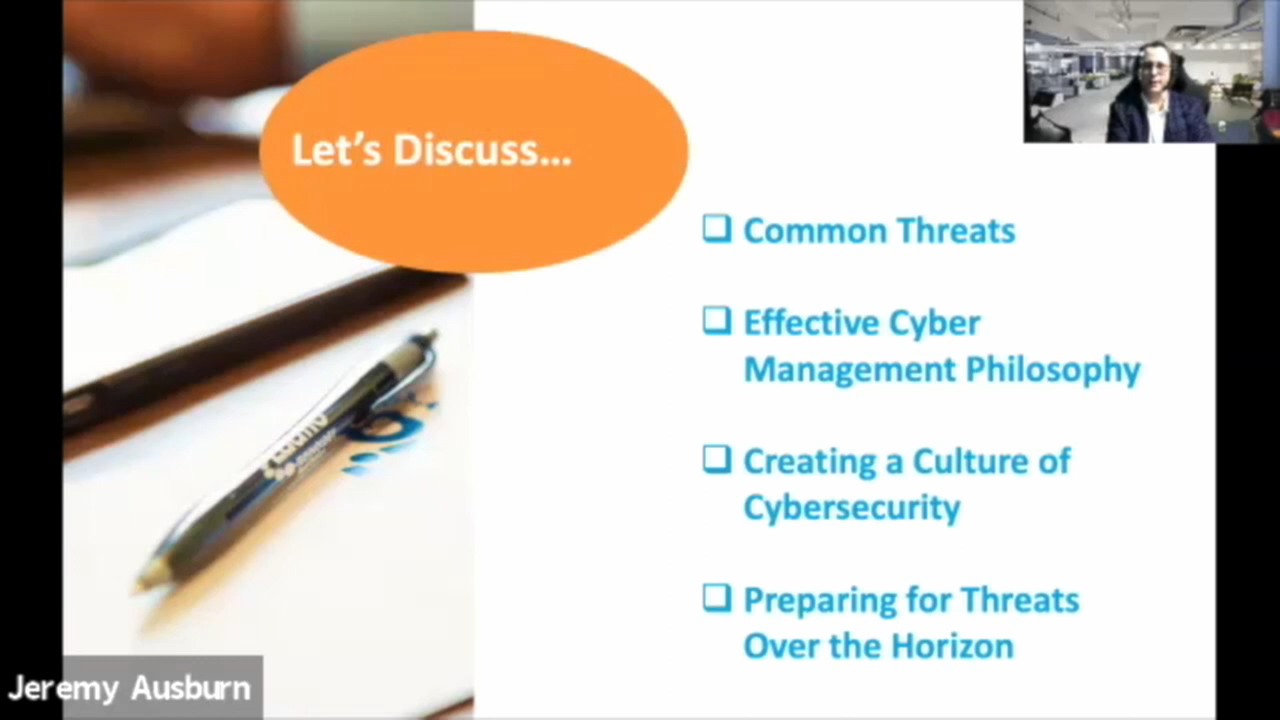 Let's Discuss...
❑ Common Threats
❑ Effective Cyber
Management Philosophy
❑ Creating a Culture of
Cybersecurity
❑ Preparing for Threats
Over the Horizon
Jeremy Ausburn